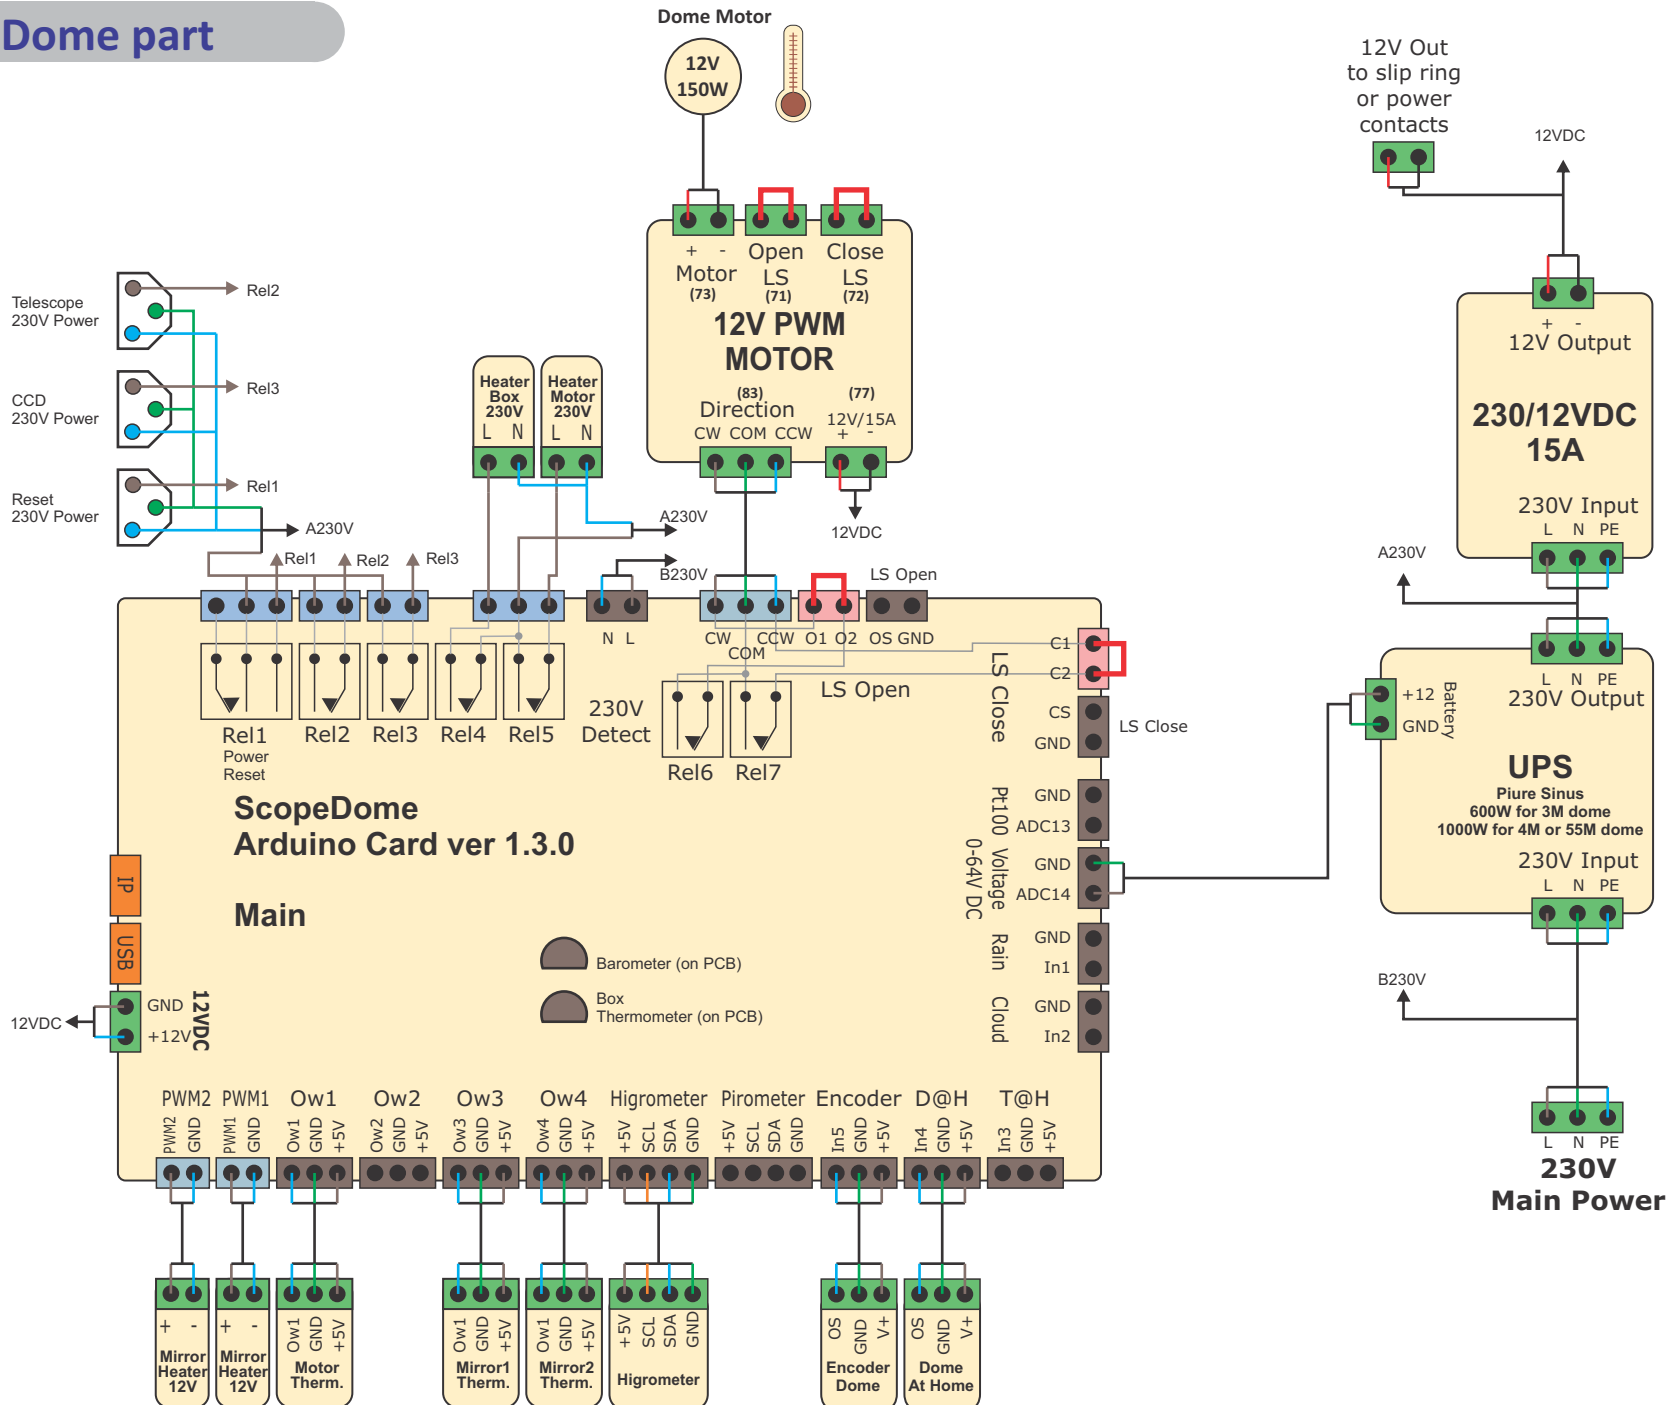 Dome part
Dome Motor
12V
150W
12V Out
to slip ring
or power
contacts
12VDC
+ -
Motor
(73)
Open
LS
(71)
Close
LS
(72)
12V PWM
MOTOR
(83)
Direction
CW COM CCW
(77)
12V/15A
+ -
12VDC
Telescope
230V Power
Rel2
CCD
230V Power
Rel3
Reset
230V Power
Rel1
A230V
Heater
Box
230V
L N
Heater
Motor
230V
L N
A230V
B230V
Rel1
Rel2
Rel3
+ -
12V Output
230/12VDC
15A
230V Input
L N PE
A230V
L N PE
230V Output
+12
GND
Battery
UPS
Piure Sinus
600W for 3M dome
1000W for 4M or 55M dome
230V Input
L N PE
B230V
L N PE
230V
Main Power
N L
CW
COM
CCW
O1 O2
LS Open
OS GND
LS Open
230V
Detect
Rel1
Power
Reset
Rel2
Rel3
Rel4
Rel5
Rel6
Rel7
C1
C2
LS Close
CS
GND
LS Close
Pt100
GND
ADC13
Voltage
0-64V DC
GND
ADC14
Rain
GND
In1
Cloud
GND
In2
ScopeDome
Arduino Card ver 1.3.0
Main
IP
USB
12VDC
GND
+12V
12VDC
Barometer (on PCB)
Box
Thermometer (on PCB)
PWM2
PWM2
GND
PWM1
PWM1
GND
Ow1
Ow1
GND
+5V
Ow2
Ow2
GND
+5V
Ow3
Ow3
GND
+5V
Ow4
Ow4
GND
+5V
Higrometer
+5V
SCL
SDA
GND
Pirometer
+5V
SCL
SDA
GND
Encoder
In5
GND
+5V
D@H
In4
GND
+5V
T@H
In3
GND
+5V
+ -
Mirror
Heater
12V
+ -
Mirror
Heater
12V
Ow1
GND
+5V
Motor
Therm.
Ow1
GND
+5V
Mirror1
Therm.
Ow1
GND
+5V
Mirror2
Therm.
+5V
SCL
SDA
GND
Higrometer
OS
GND
V+
Encoder
Dome
OS
GND
V+
Dome
At Home